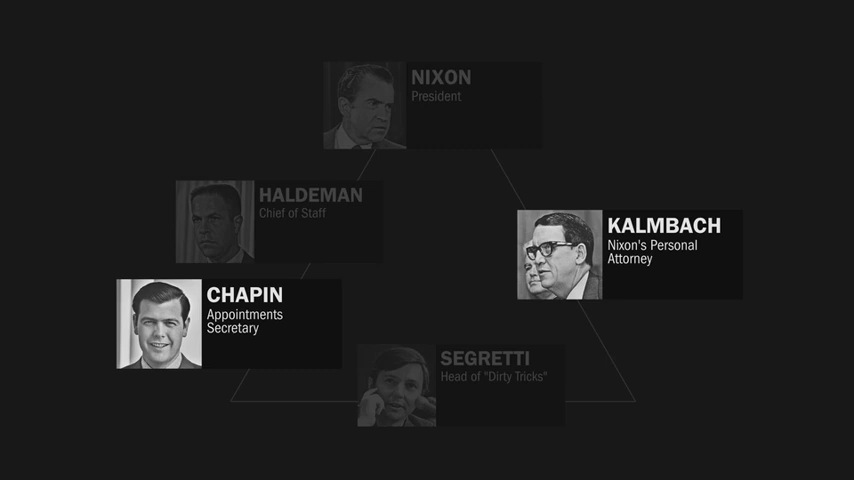 NIXON
President
HALDEMAN
Chief of Staff
KALMBACH
Nixon's Personal
Attorney
CHAPIN
Appointments
Secretary
SEGRETTI
Head of "Dirty Tricks"